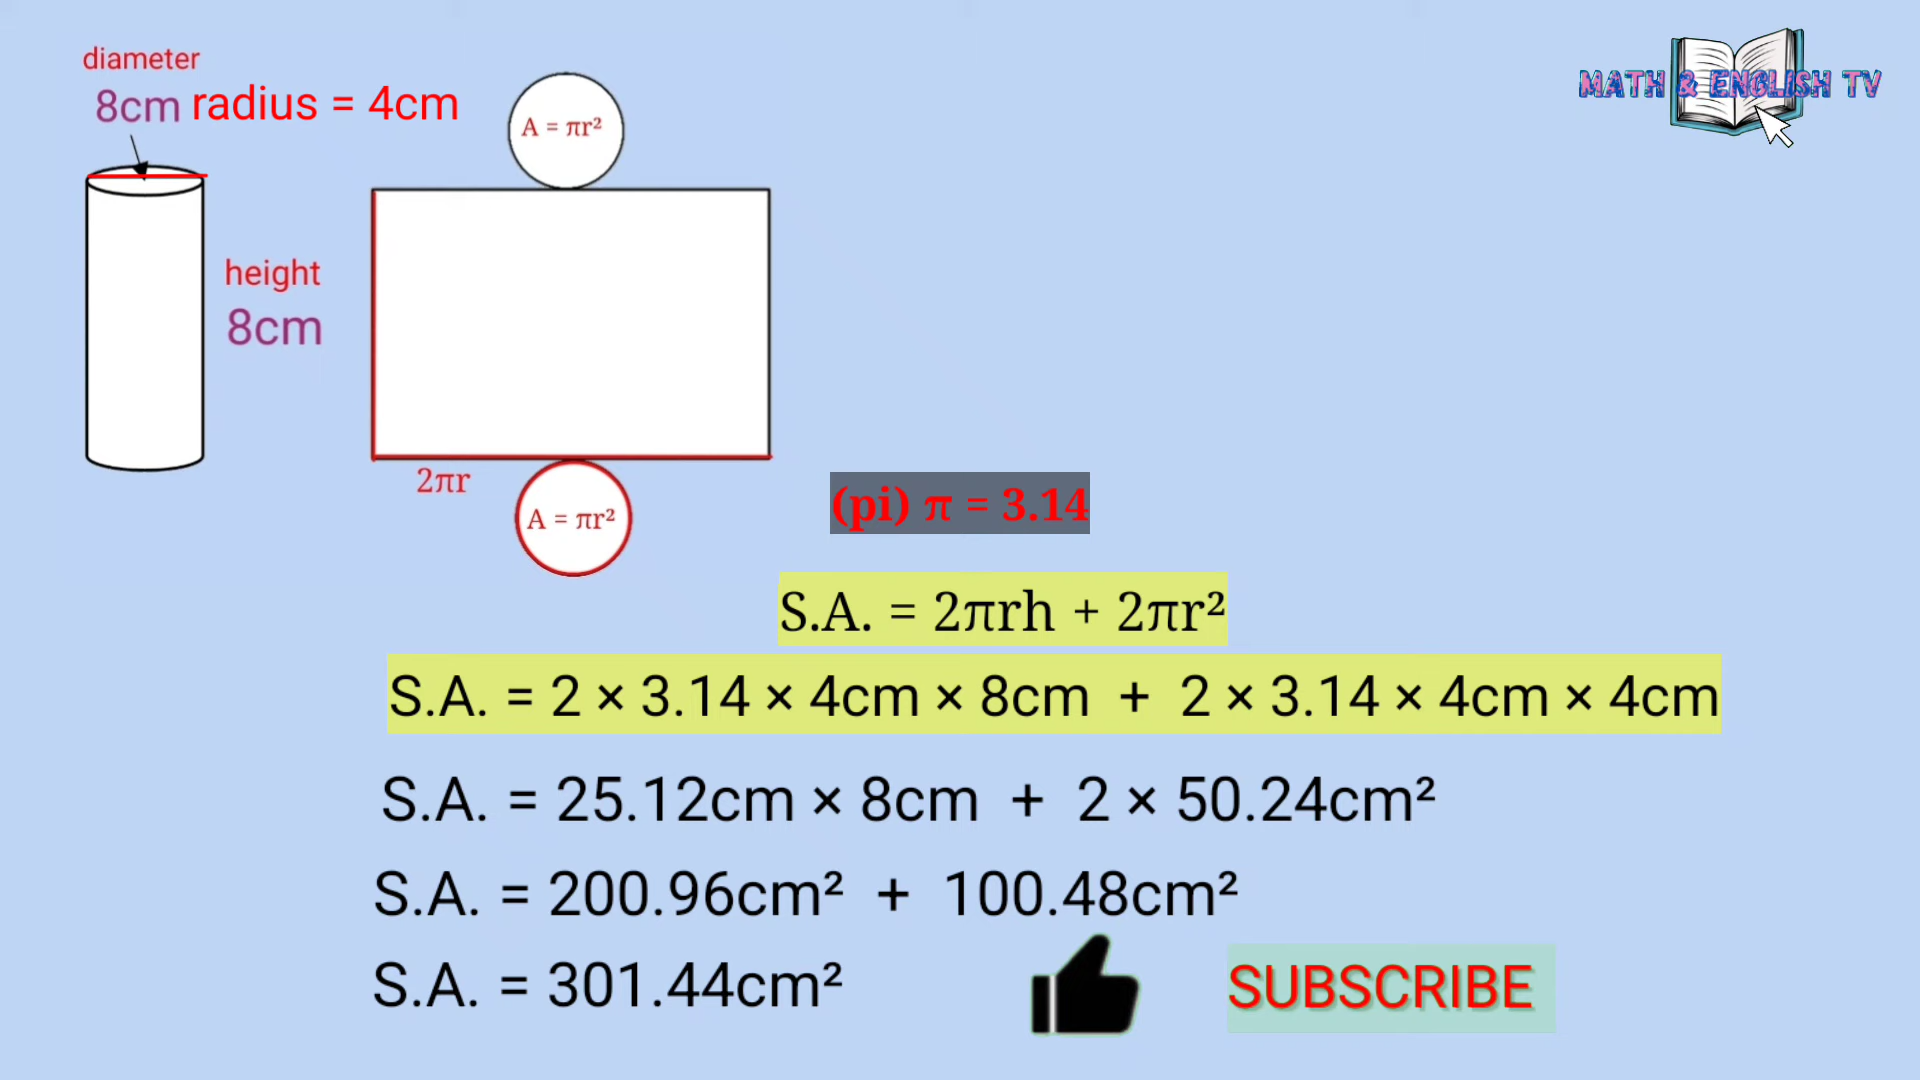 diameter
8cm radius = 4cm
A = πr²
MATH & ENGLISH TV
height
8cm
2πr
A = πr²
(pi) π = 3.14
S.A. = 2πrh + 2πr²
S.A. = 2 × 3.14 × 4cm × 8cm + 2 × 3.14 × 4cm × 4cm
S.A. = 25.12cm × 8cm + 2 × 50.24cm²
S.A. = 200.96cm² + 100.48cm²
S.A. = 301.44cm²
SUBSCRIBE